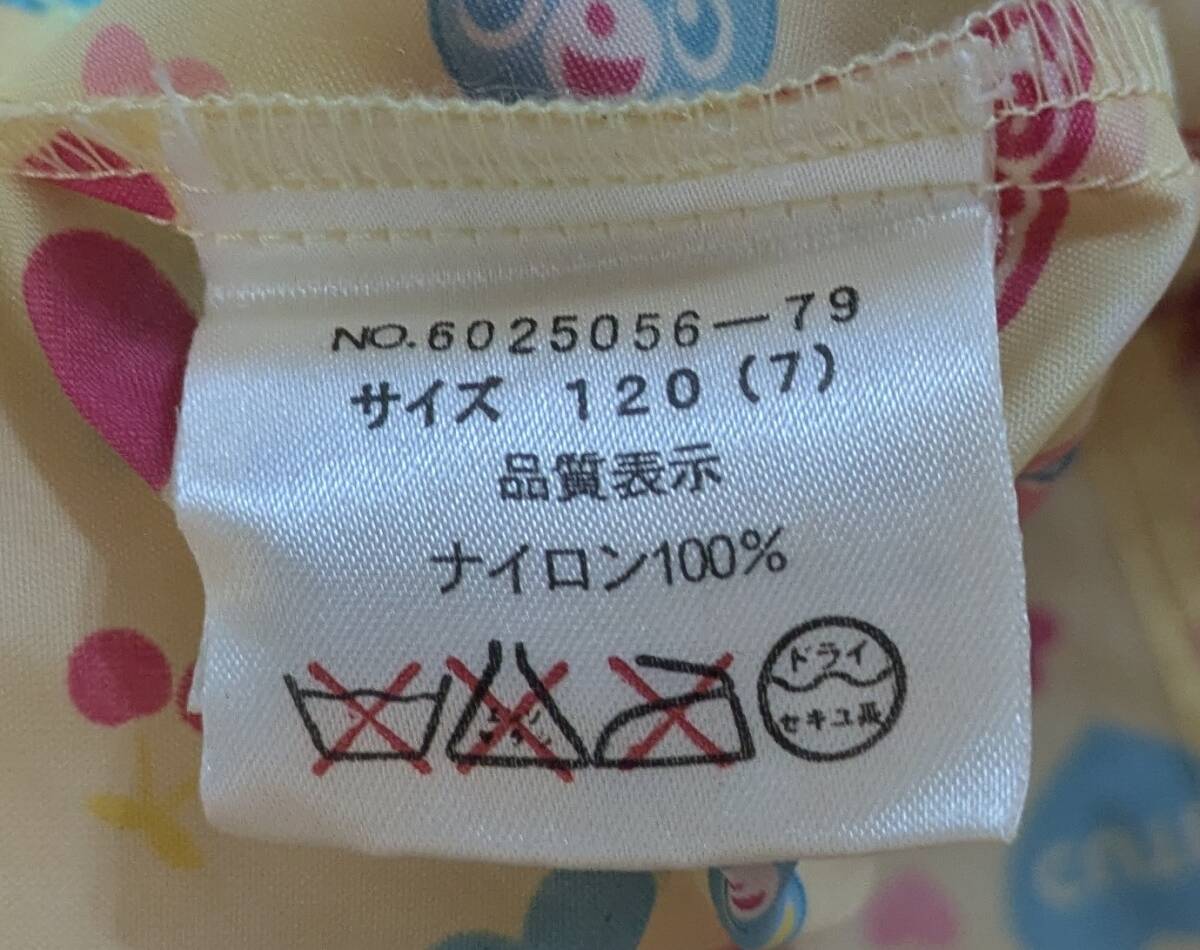 NO.6025056—79
サイズ 120(7)
品質表示
ナイロン100%
ドライ
セキユ系